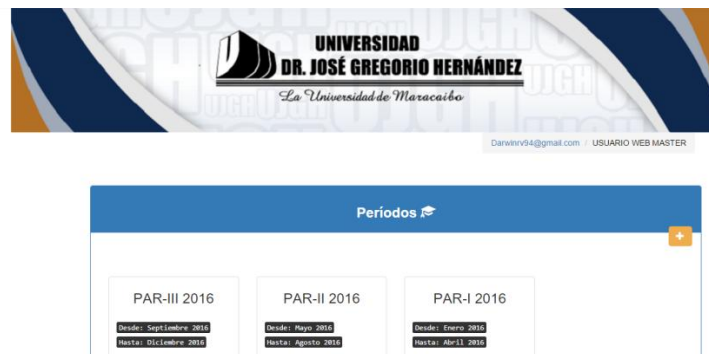 UNIVERSIDAD
DR. JOSÉ GREGORIO HERNÁNDEZ
La Universidad de Maracaibo
UJGH
Darwinrv94@gmail.com / USUARIO WEB MASTER
Períodos
+
PAR-III 2016
Desde: Septiembre 2016
Hasta: Diciembre 2016
PAR-II 2016
Desde: Mayo 2016
Hasta: Agosto 2016
PAR-I 2016
Desde: Enero 2016
Hasta: Abril 2016